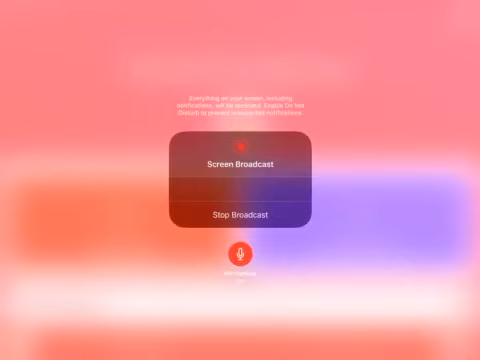 Everything on your screen, including
notifications, will be recorded. Enable Do Not
Disturb to prevent unexpected notifications.
Screen Broadcast
Stop Broadcast
Microphone